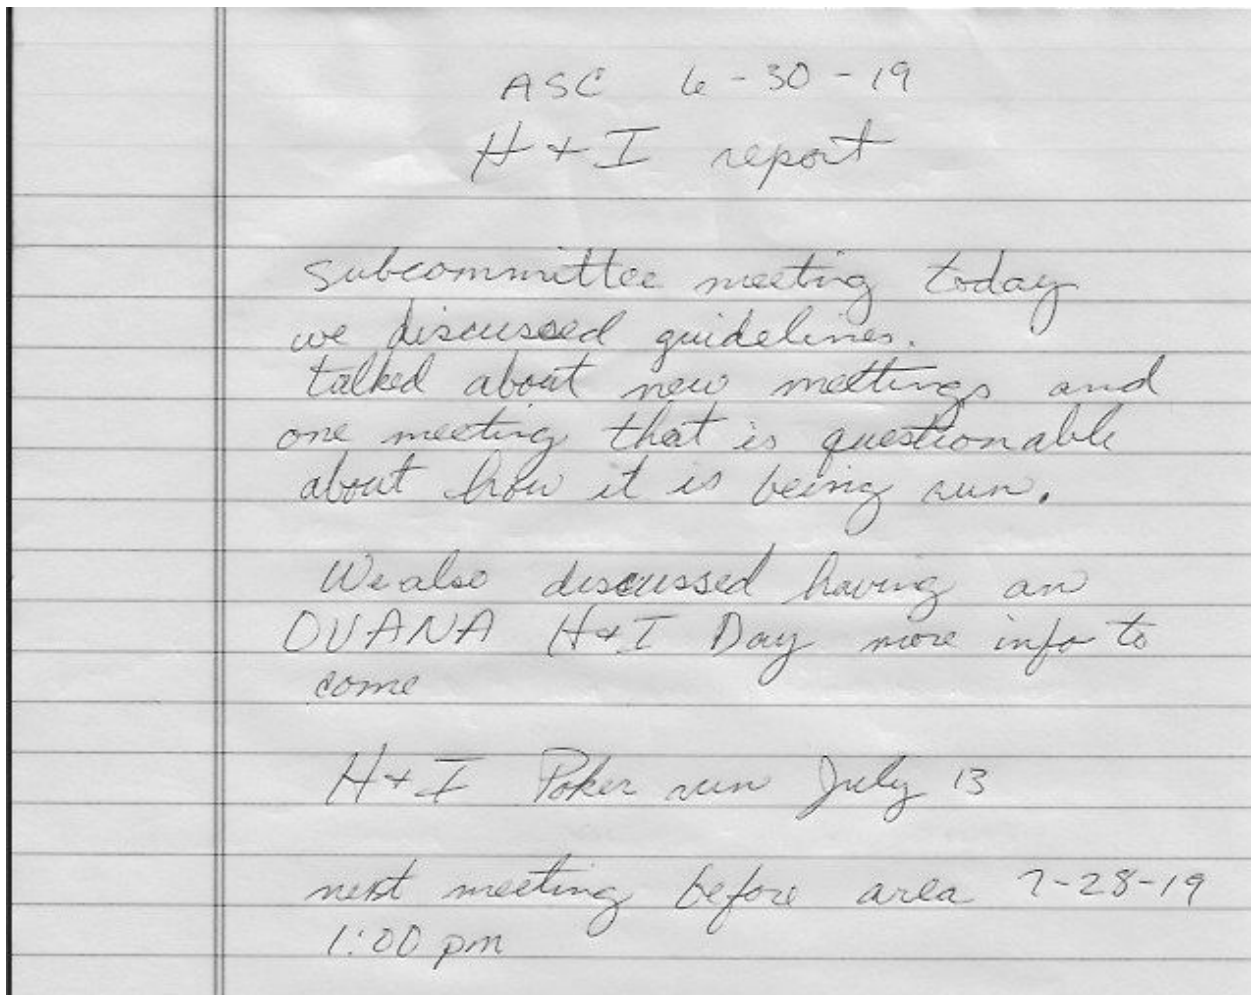 ASC 6-30-19
H + I report
subcommittee meeting today
we discussed guidelines.
talked about new meetings and
one meeting that is questionable
about how it is being run.
We also discussed having an
OVANA H+I Day more info to
come
H+I Poker run July 13
next meeting before area 7-28-19
1:00 pm